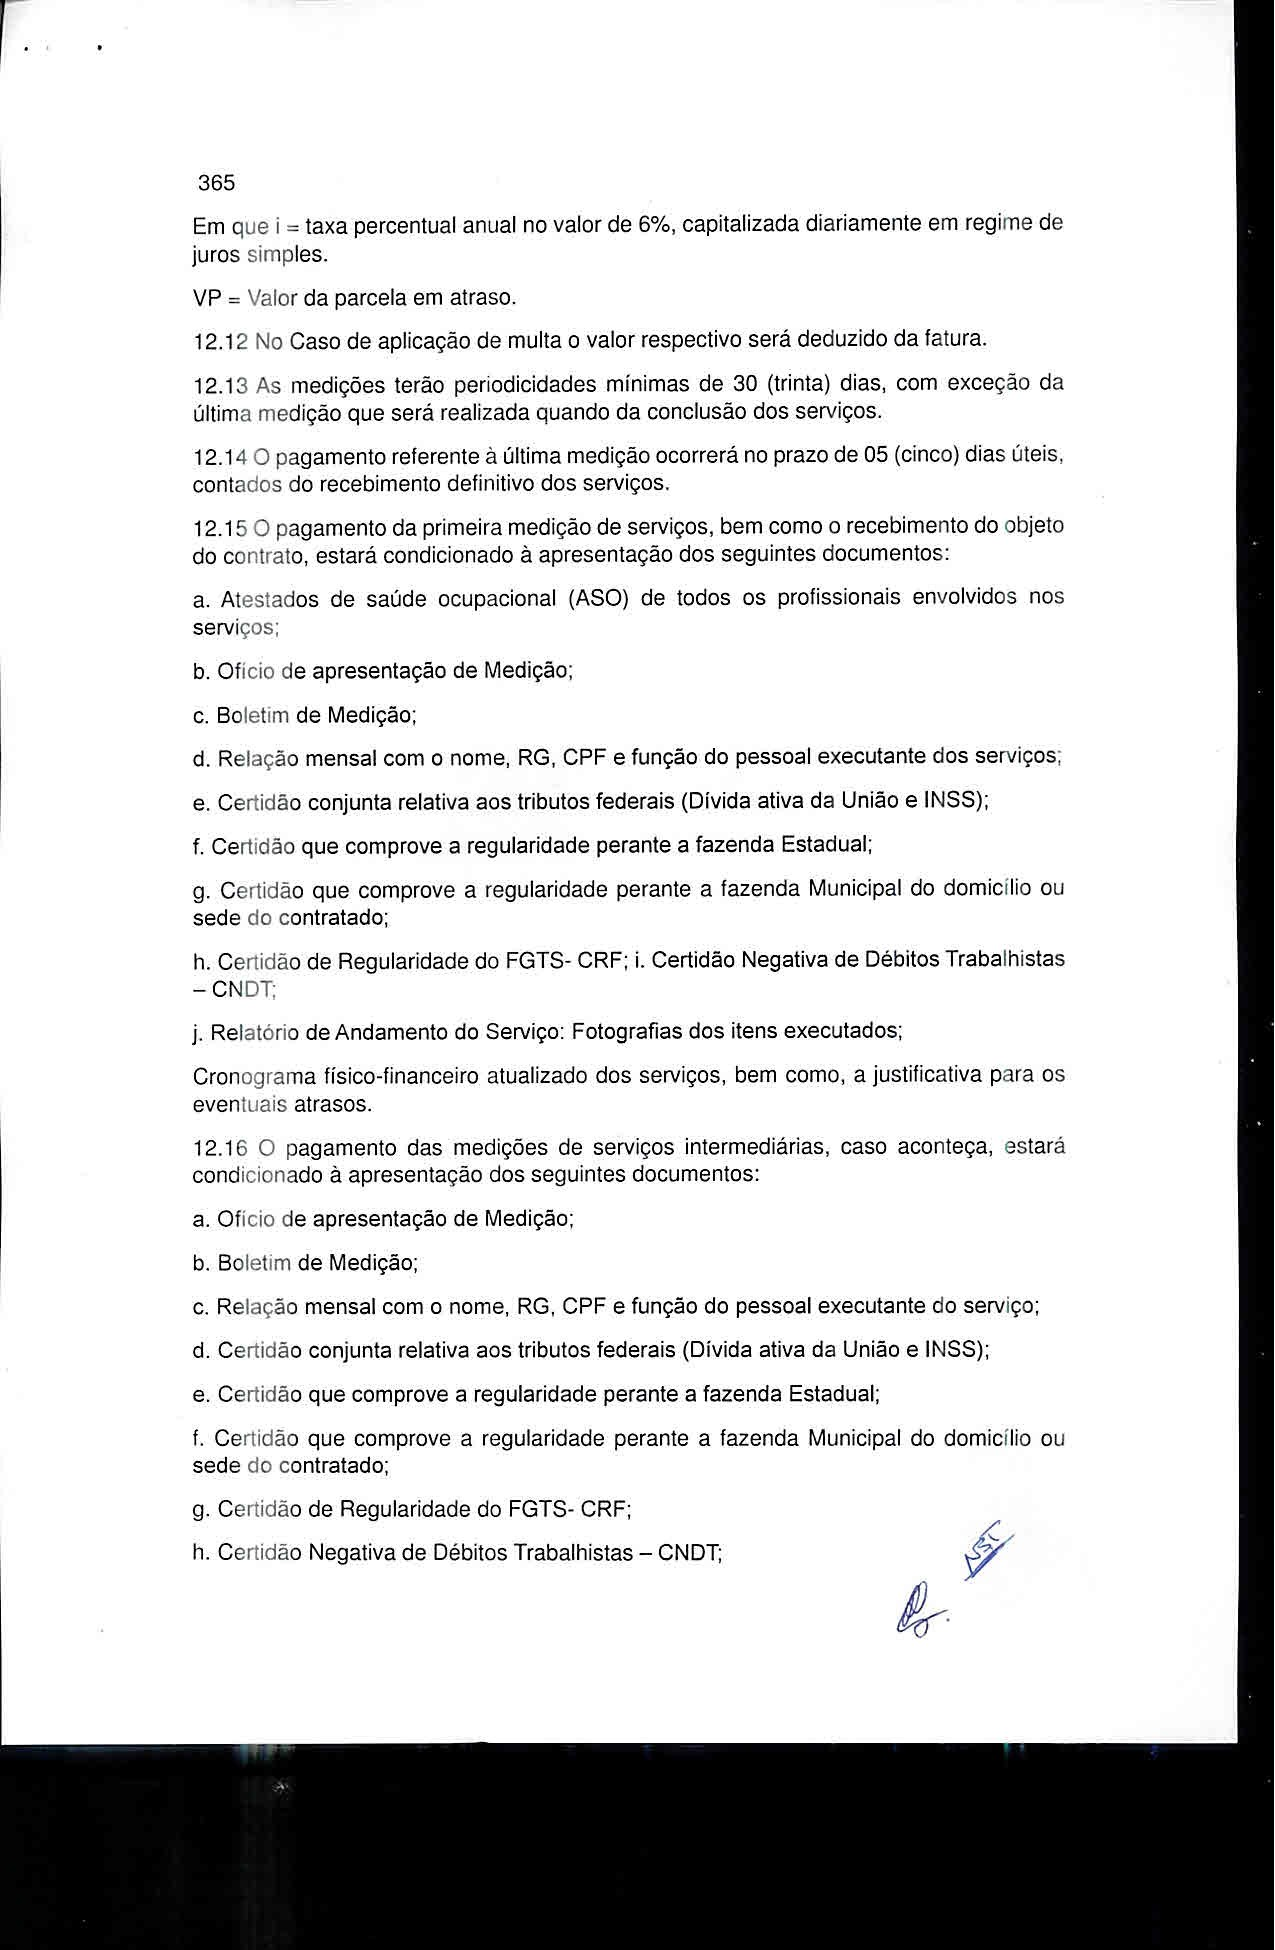 365
Em que i = taxa percentual anual no valor de 6%, capitalizada diariamente em regime de
juros simples.
VP = Valor da parcela em atraso.
12.12 No Caso de aplicação de multa o valor respectivo será deduzido da fatura.
12.13 As medições terão periodicidades mínimas de 30 (trinta) dias, com exceção da
última medição que será realizada quando da conclusão dos serviços.
12.14 O pagamento referente à última medição ocorrerá no prazo de 05 (cinco) dias úteis,
contados do recebimento definitivo dos serviços.
12.15 O pagamento da primeira medição de serviços, bem como o recebimento do objeto
do contrato, estará condicionado à apresentação dos seguintes documentos:
a. Atestados de saúde ocupacional (ASO) de todos os profissionais envolvidos nos
serviços;
b. Ofício de apresentação de Medição;
c. Boletim de Medição;
d. Relação mensal com o nome, RG, CPF e função do pessoal executante dos serviços;
e. Certidão conjunta relativa aos tributos federais (Dívida ativa da União e INSS);
f. Certidão que comprove a regularidade perante a fazenda Estadual;
g. Certidão que comprove a regularidade perante a fazenda Municipal do domicílio ou
sede do contratado;
h. Certidão de Regularidade do FGTS- CRF; i. Certidão Negativa de Débitos Trabalhistas
– CNDT;
j. Relatório de Andamento do Serviço: Fotografias dos itens executados;
Cronograma físico-financeiro atualizado dos serviços, bem como, a justificativa para os
eventuais atrasos.
12.16 O pagamento das medições de serviços intermediárias, caso aconteça, estará
condicionado à apresentação dos seguintes documentos:
a. Ofício de apresentação de Medição;
b. Boletim de Medição;
c. Relação mensal com o nome, RG, CPF e função do pessoal executante do serviço;
d. Certidão conjunta relativa aos tributos federais (Dívida ativa da União e INSS);
e. Certidão que comprove a regularidade perante a fazenda Estadual;
f. Certidão que comprove a regularidade perante a fazenda Municipal do domicílio ou
sede do contratado;
g. Certidão de Regularidade do FGTS- CRF;
h. Certidão Negativa de Débitos Trabalhistas – CNDT;